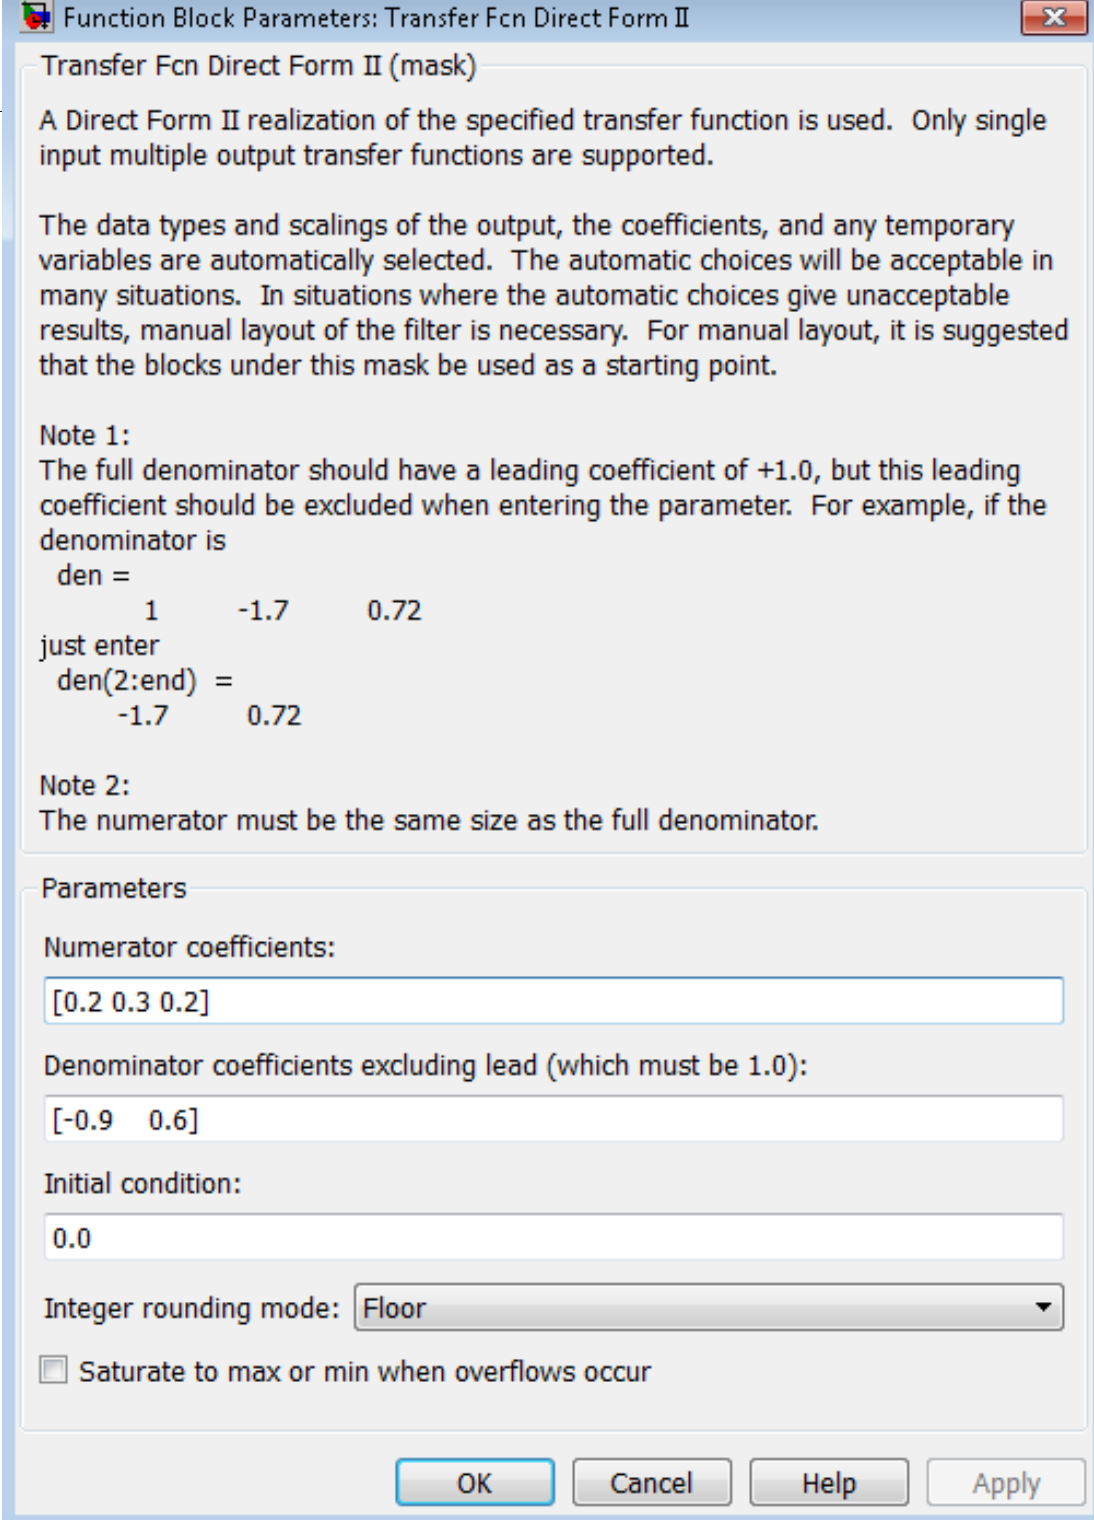 Function Block Parameters: Transfer Fcn Direct Form II
Transfer Fcn Direct Form II (mask)
A Direct Form II realization of the specified transfer function is used.  Only single
input multiple output transfer functions are supported.
The data types and scalings of the output, the coefficients, and any temporary
variables are automatically selected.  The automatic choices will be acceptable in
many situations.  In situations where the automatic choices give unacceptable
results, manual layout of the filter is necessary.  For manual layout, it is suggested
that the blocks under this mask be used as a starting point.
Note 1:
The full denominator should have a leading coefficient of +1.0, but this leading
coefficient should be excluded when entering the parameter.  For example, if the
denominator is
den =
1 -1.7 0.72
just enter
den(2:end) =
-1.7 0.72
Note 2:
The numerator must be the same size as the full denominator.
Parameters
Numerator coefficients:
[0.2 0.3 0.2]
Denominator coefficients excluding lead (which must be 1.0):
[-0.9 0.6]
Initial condition:
0.0
Integer rounding mode: Floor
Saturate to max or min when overflows occur
OK Cancel Help Apply